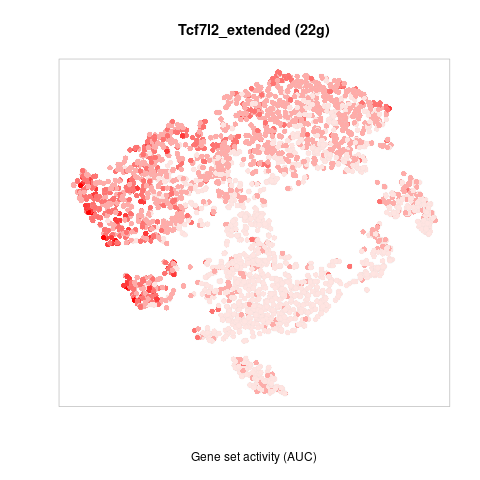 Tcf7l2_extended (22g)
Gene set activity (AUC)